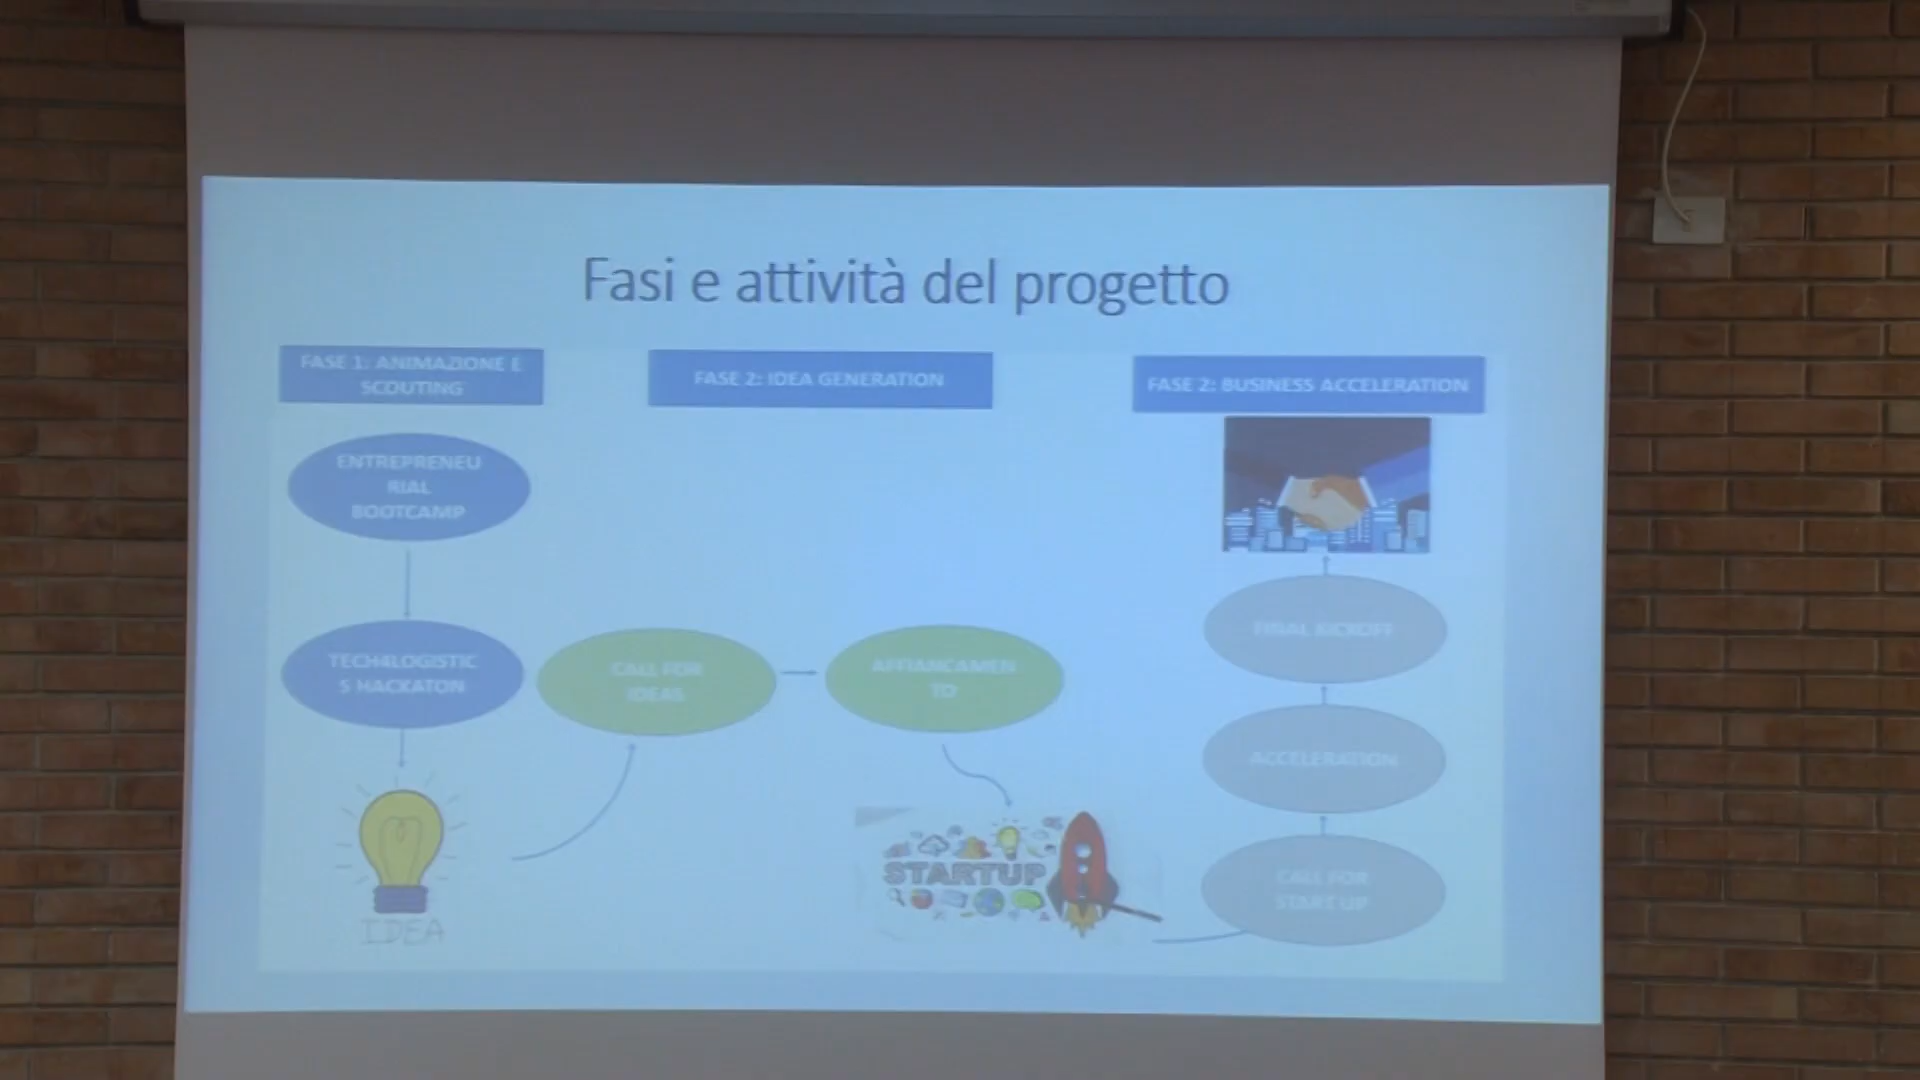 Fasi e attività del progetto
FASE 1: ANIMAZIONE E
SCOUTING
FASE 2: IDEA GENERATION
FASE 2: BUSINESS ACCELERATION
ENTREPRENEU
RIAL
BOOTCAMP
TECH4LOGISTIC
S HACKATON
IDEA
CALL FOR
IDEAS
AFFIANCAMEN
TO
STARTUP
FINAL KICKOFF
ACCELERATION
CALL FOR
START UP